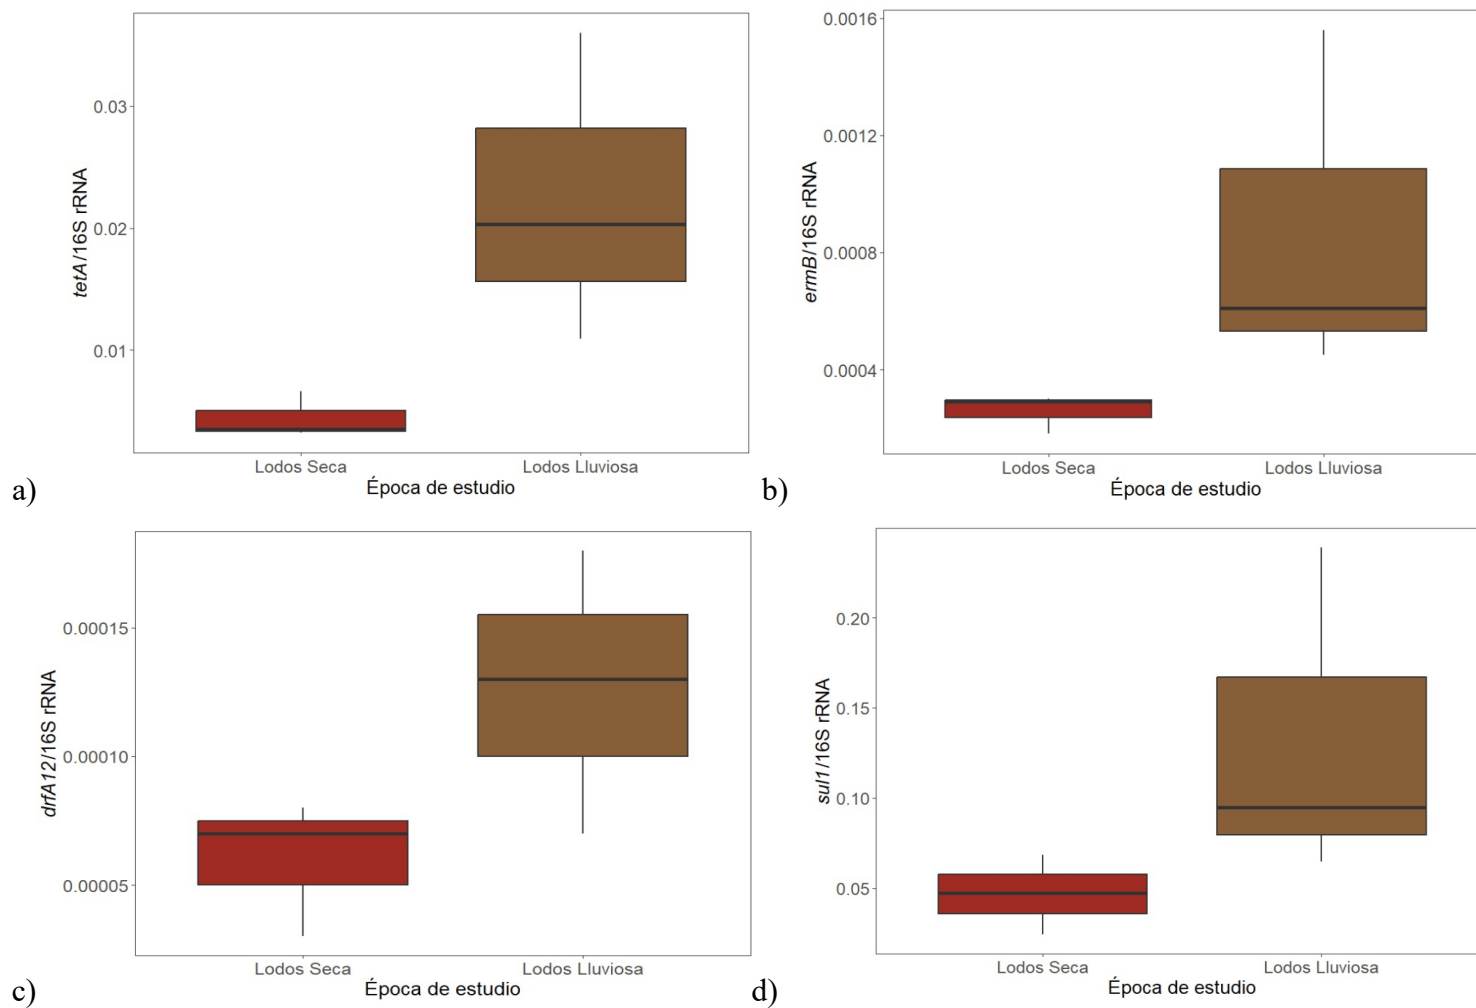 tetA/16S rRNA
0.03
0.02
0.01
Lodos Seca
Lodos Lluviosa
Época de estudio
a)
ermB/16S rRNA
0.0016
0.0012
0.0008
0.0004
Lodos Seca
Lodos Lluviosa
Época de estudio
b)
drfA12/16S rRNA
0.00015
0.00010
0.00005
Lodos Seca
Lodos Lluviosa
Época de estudio
c)
sul1/16S rRNA
0.20
0.15
0.10
0.05
Lodos Seca
Lodos Lluviosa
Época de estudio
d)